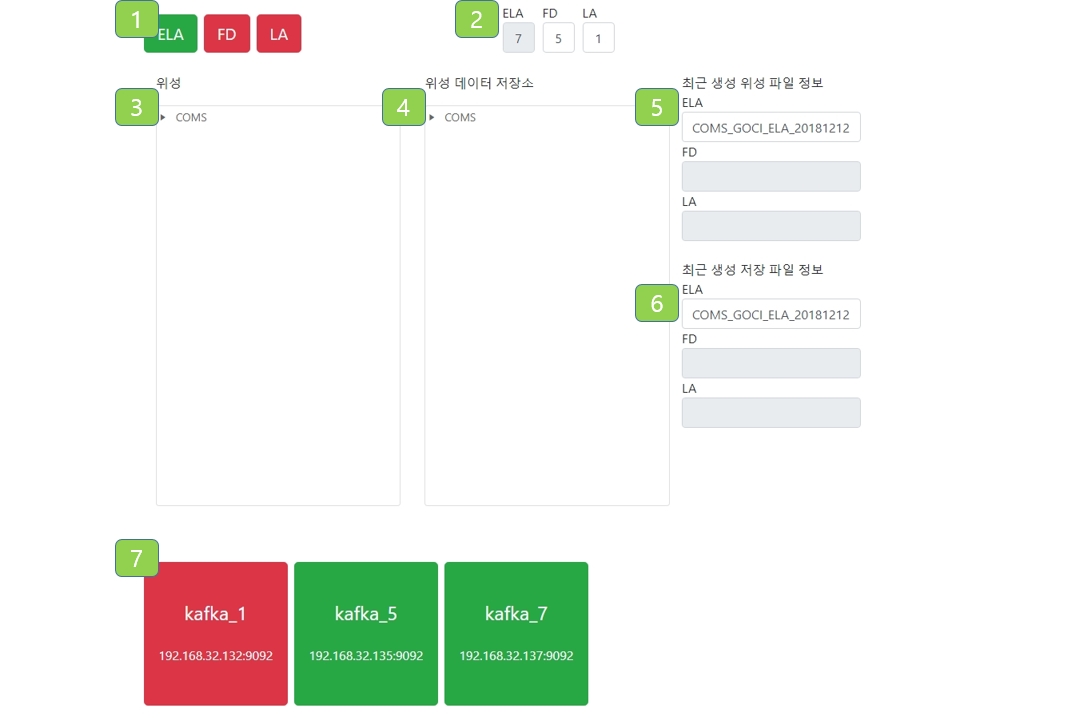 1
ELA FD LA
2
ELA FD LA
7 5 1
위성
3
COMS
위성 데이터 저장소
4
COMS
최근 생성 위성 파일 정보
5
ELA
COMS_GOCI_ELA_20181212
FD
LA
최근 생성 저장 파일 정보
6
ELA
COMS_GOCI_ELA_20181212
FD
LA
7
kafka_1
192.168.32.132:9092
kafka_5
192.168.32.135:9092
kafka_7
192.168.32.137:9092